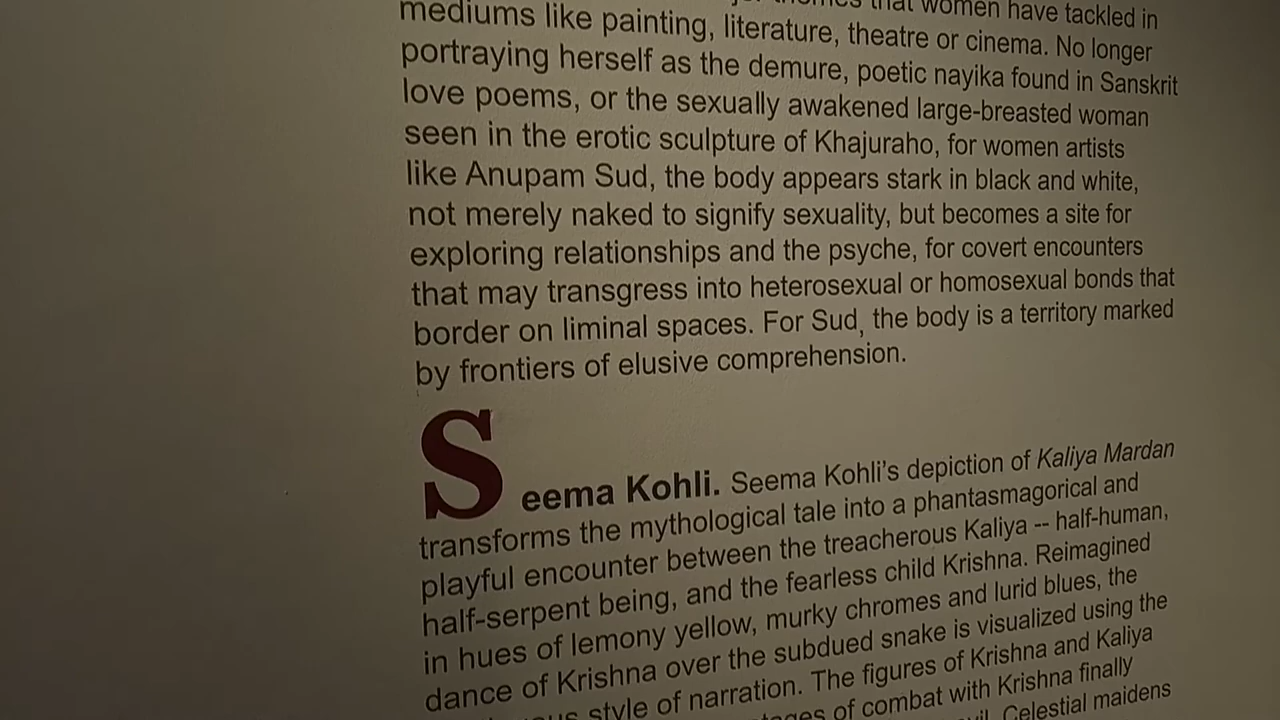 that women have tackled in
mediums like painting, literature, theatre or cinema. No longer
portraying herself as the demure, poetic nayika found in Sanskrit
love poems, or the sexually awakened large-breasted woman
seen in the erotic sculpture of Khajuraho, for women artists
like Anupam Sud, the body appears stark in black and white,
not merely naked to signify sexuality, but becomes a site for
exploring relationships and the psyche, for covert encounters
that may transgress into heterosexual or homosexual bonds that
border on liminal spaces. For Sud, the body is a territory marked
by frontiers of elusive comprehension.
Seema Kohli. Seema Kohli's depiction of Kaliya Mardan
transforms the mythological tale into a phantasmagorical and
playful encounter between the treacherous Kaliya -- half-human,
half-serpent being, and the fearless child Krishna. Reimagined
in hues of lemony yellow, murky chromes and lurid blues, the
dance of Krishna over the subdued snake is visualized using the
style of narration. The figures of Krishna and Kaliya
of combat with Krishna finally
Celestial maidens